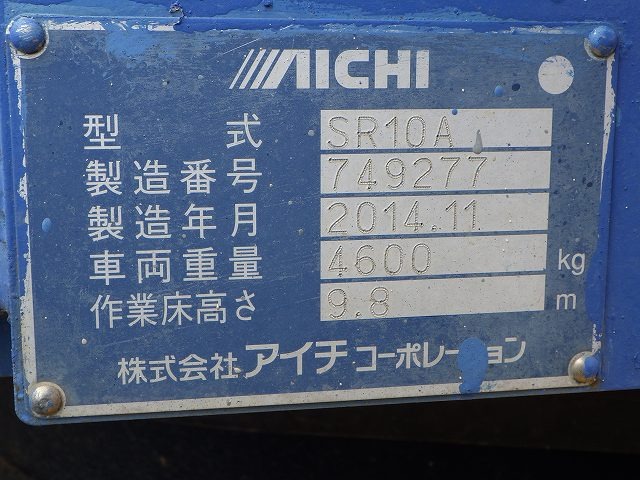 AICHI
型式 SR10A
製造番号 749277
製造年月 2014.11
車両重量 4600 kg
作業床高さ 9.8 m
株式会社アイチコーポレーション